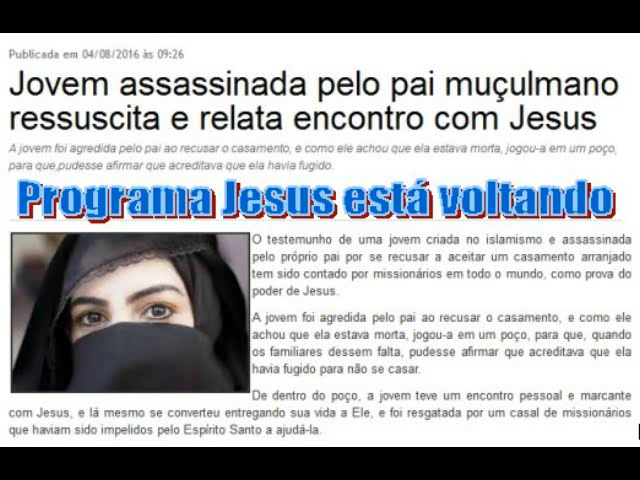 Publicada em 04/08/2016 às 09:26
Jovem assassinada pelo pai muçulmano
ressuscita e relata encontro com Jesus
A jovem foi agredida pelo pai ao recusar o casamento, e como ele achou que ela estava morta, jogou-a em um poço,
para que,pudesse afirmar que acreditava que ela havia fugido.
Programa Jesus está voltando
O testemunho de uma jovem criada no islamismo e assassinada
pelo próprio pai por se recusar a aceitar um casamento arranjado
tem sido contado por missionários em todo o mundo, como prova do
poder de Jesus.
A jovem foi agredida pelo pai ao recusar o casamento, e como ele
achou que ela estava morta, jogou-a em um poço, para que, quando
os familiares dessem falta, pudesse afirmar que acreditava que ela
havia fugido para não se casar.
De dentro do poço, a jovem teve um encontro pessoal e marcante
com Jesus, e lá mesmo se converteu entregando sua vida a Ele, e foi resgatada por um casal de missionários
que haviam sido impelidos pelo Espírito Santo a ajudá-la.